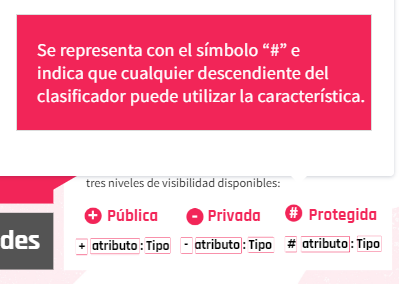 Se representa con el símbolo “#” e
indica que cualquier descendiente del
clasificador puede utilizar la característica.
tres niveles de visibilidad disponibles:
+ Pública - Privada # Protegida
des
+ atributo : Tipo - atributo : Tipo # atributo : Tipo